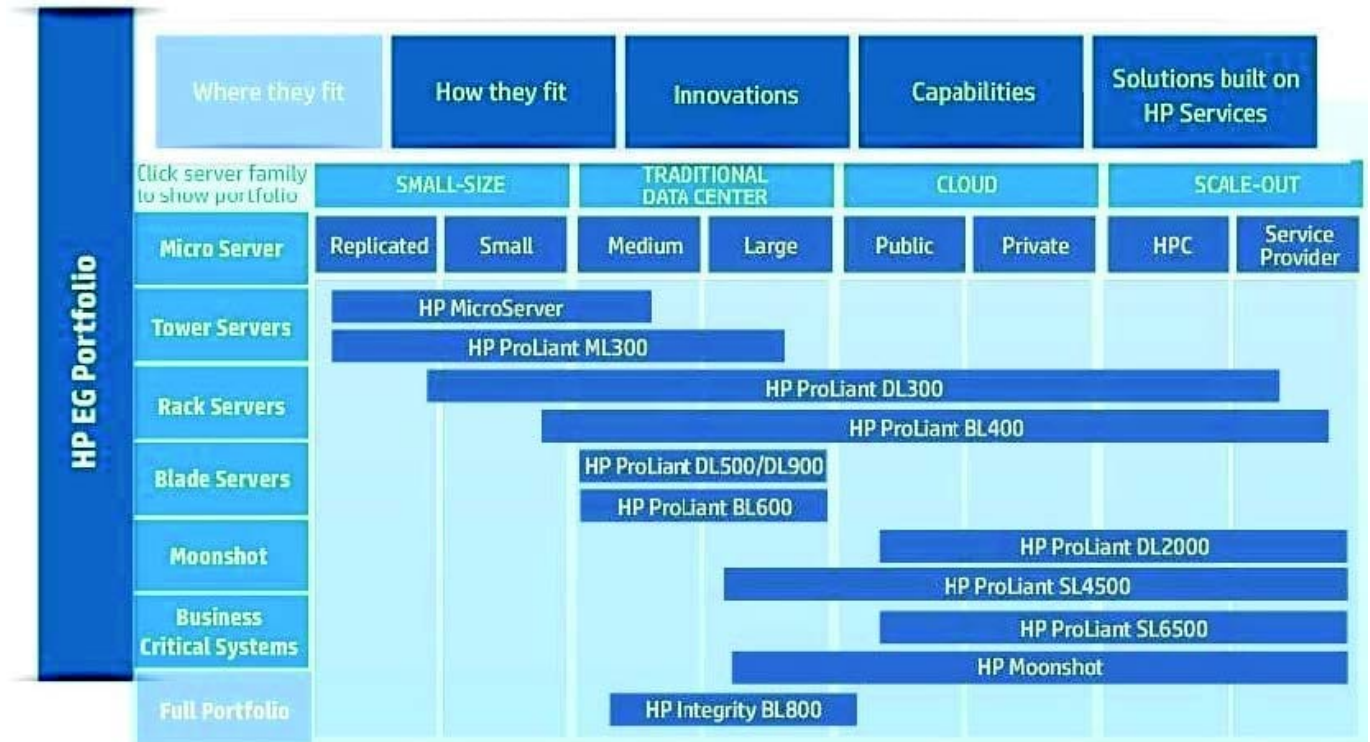 HP EG Portfolio
Where they fit
How they fit
Innovations
Capabilities
Solutions built on
HP Services
Click server family
to show portfolio
SMALL-SIZE
TRADITIONAL
DATA CENTER
CLOUD
SCALE-OUT
Micro Server
Replicated
Small
Medium
Large
Public
Private
HPC
Service
Provider
Tower Servers
HP MicroServer
HP ProLiant ML300
Rack Servers
HP ProLiant DL300
HP ProLiant BL400
Blade Servers
HP ProLiant DL500/DL900
HP ProLiant BL600
Moonshot
HP ProLiant DL2000
HP ProLiant SL4500
Business
Critical Systems
HP ProLiant SL6500
HP Moonshot
Full Portfolio
HP Integrity BL800